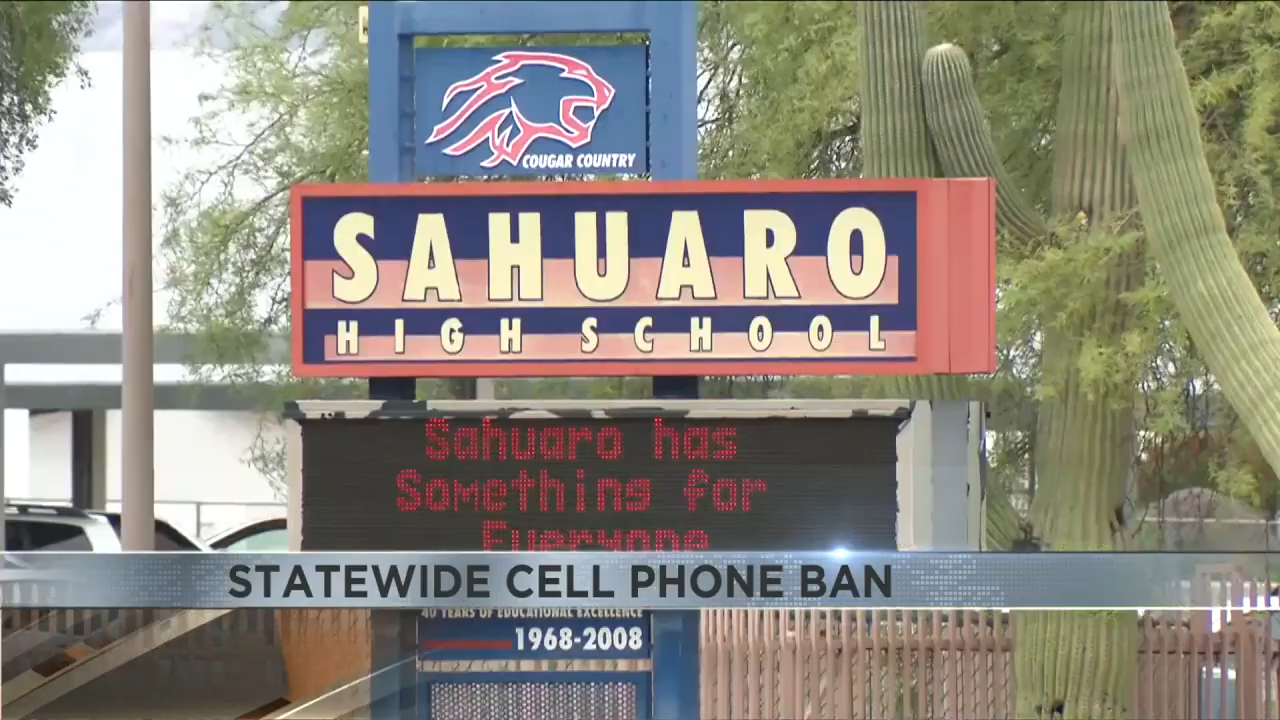 COUGAR COUNTRY
SAHUARO
HIGH SCHOOL
Sahuaro has
Something for
Everyone
STATEWIDE CELL PHONE BAN
40 YEARS OF EDUCATIONAL EXCELLENCE
1968-2008